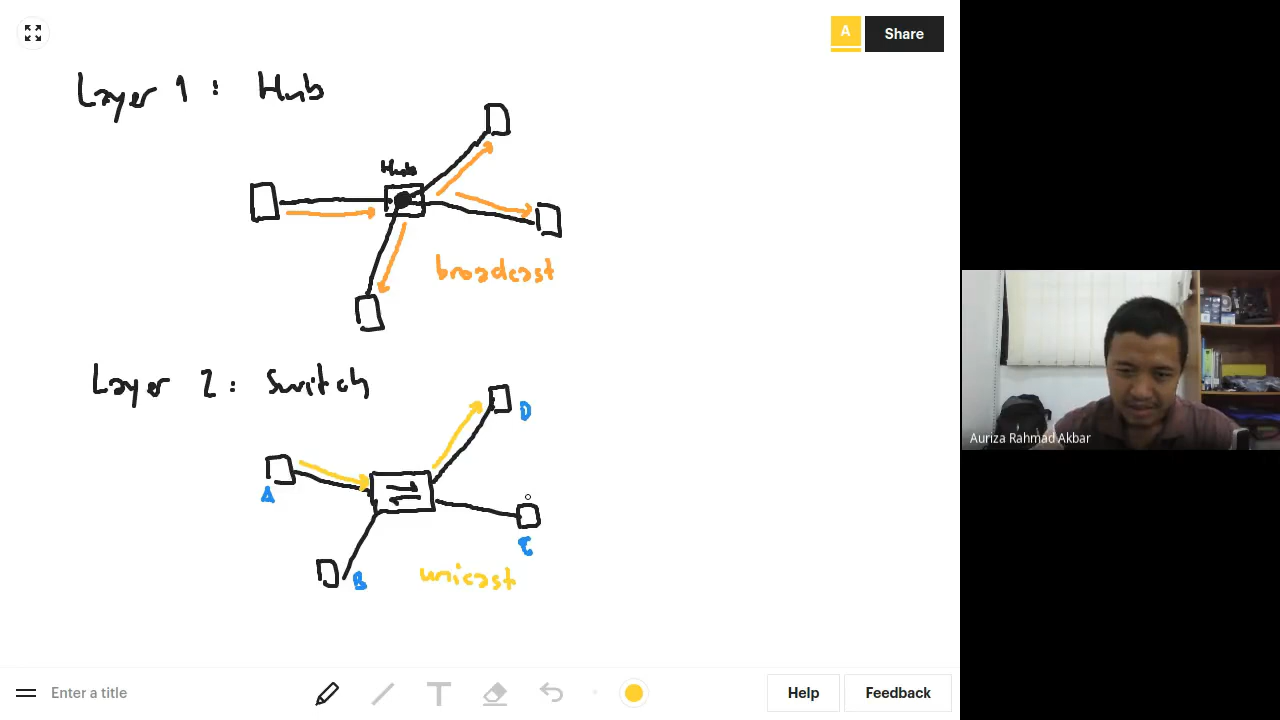 A
Share
Layer 1 : Hub
Hub
broadcast
Auriza Rahmad Akbar
Layer 2 : Switch
D
A
C
unicast
B
Enter a title
T
Help
Feedback